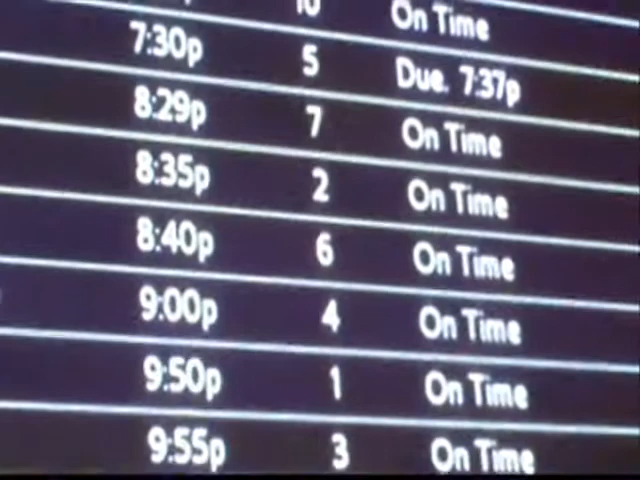 10 On Time
7:30p 5 Due. 7:37p
8:29p 7 On Time
8:35p 2 On Time
8:40p 6 On Time
9:00p 4 On Time
9:50p 1 On Time
9:55p 3 On Time